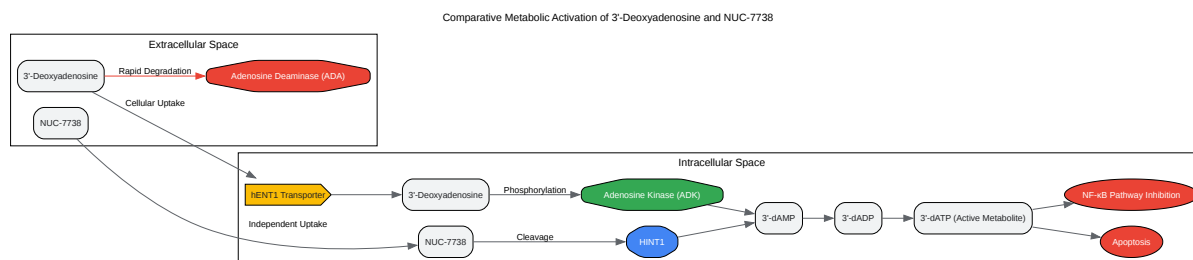 Comparative Metabolic Activation of 3'-Deoxyadenosine and NUC-7738
Extracellular Space
3'-Deoxyadenosine
Rapid Degradation
Adenosine Deaminase (ADA)
Cellular Uptake
NUC-7738
Intracellular Space
hENT1 Transporter
3'-Deoxyadenosine
Phosphorylation
Adenosine Kinase (ADK)
NF-κB Pathway Inhibition
3'-dAMP
3'-dADP
3'-dATP (Active Metabolite)
Independent Uptake
NUC-7738
Cleavage
HINT1
Apoptosis